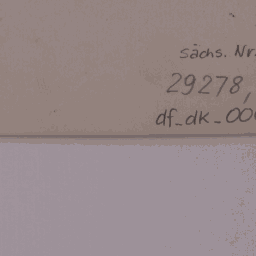 sächs. Nr.
29278,
df_dk_00